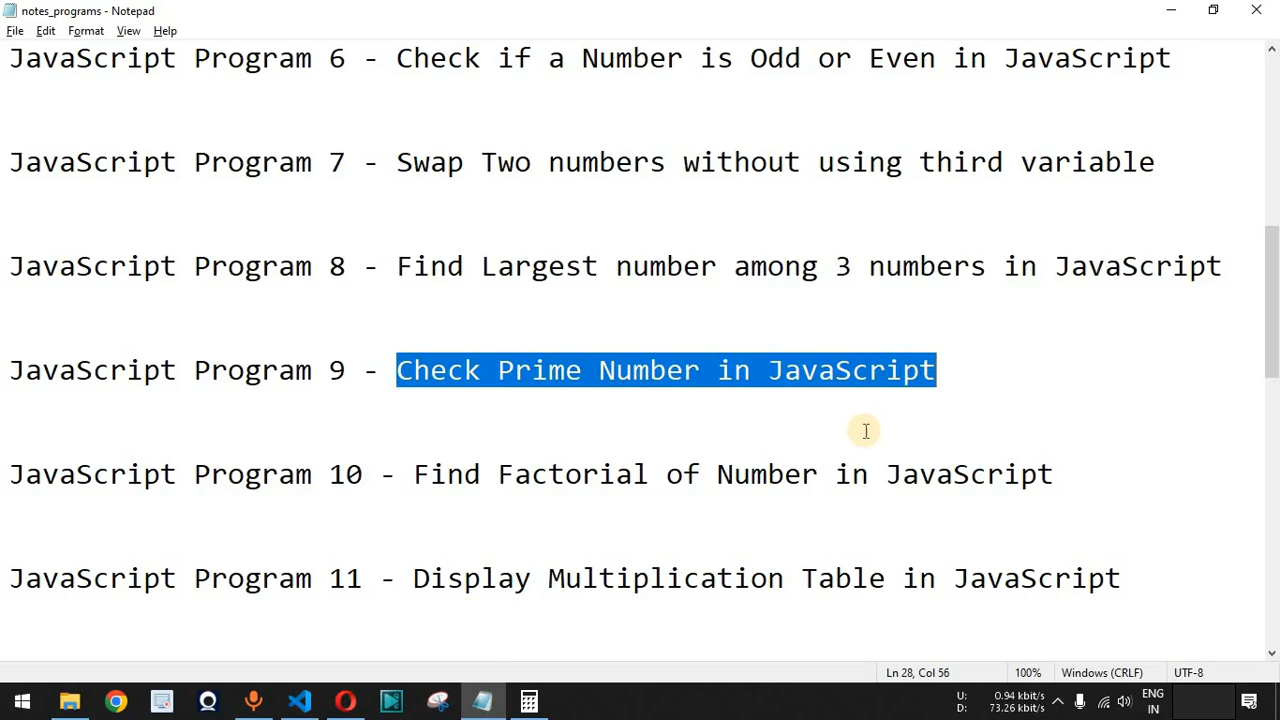 notes_programs - Notepad
File Edit Format View Help
JavaScript Program 6 - Check if a Number is Odd or Even in JavaScript
JavaScript Program 7 - Swap Two numbers without using third variable
JavaScript Program 8 - Find Largest number among 3 numbers in JavaScript
JavaScript Program 9 - Check Prime Number in JavaScript
JavaScript Program 10 - Find Factorial of Number in JavaScript
JavaScript Program 11 - Display Multiplication Table in JavaScript
Ln 28, Col 56 100% Windows (CRLF) UTF-8
U: 0.94 kbit/s ENG
D: 73.26 kbit/s IN